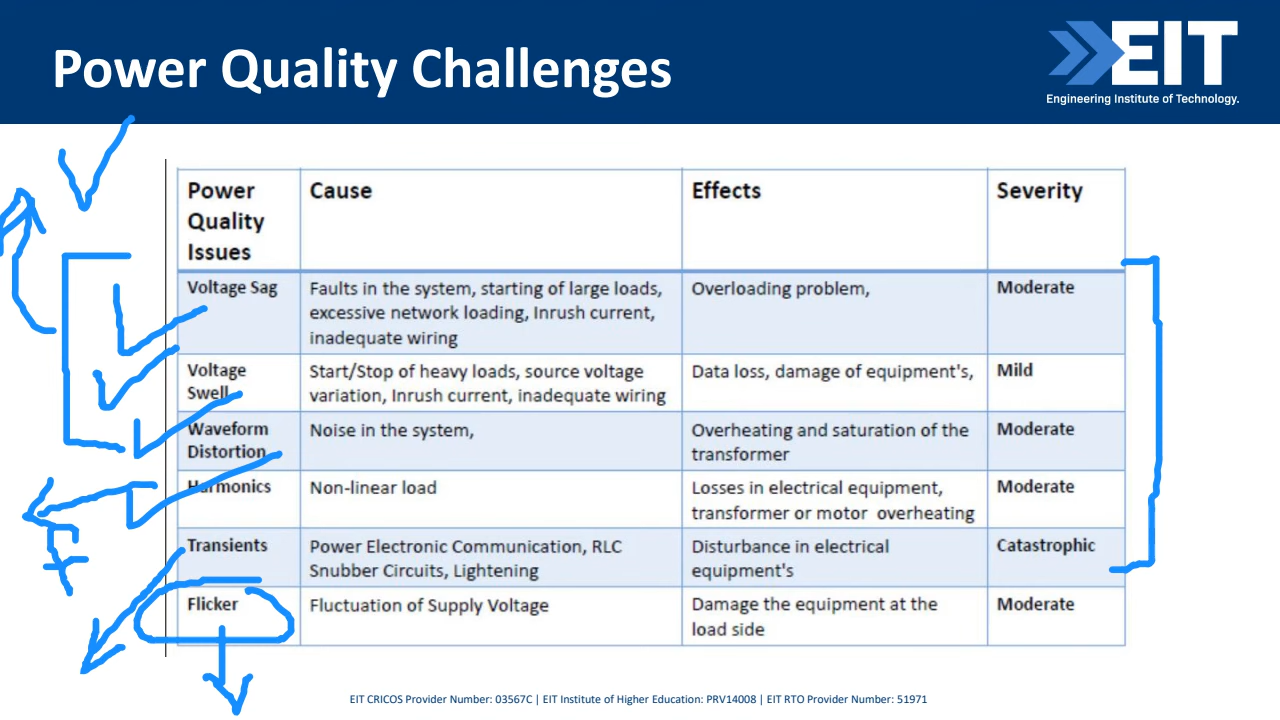 Power Quality Challenges
EIT
Engineering Institute of Technology.
V
Power Quality Issues Cause Effects Severity
Voltage Sag Faults in the system, starting of large loads, excessive network loading, Inrush current, inadequate wiring Overloading problem, Moderate
Voltage Swell Start/Stop of heavy loads, source voltage variation, Inrush current, inadequate wiring Data loss, damage of equipment's, Mild
Waveform Distortion Noise in the system, Overheating and saturation of the transformer Moderate
Harmonics Non-linear load Losses in electrical equipment, transformer or motor overheating Moderate
F
Transients Power Electronic Communication, RLC Snubber Circuits, Lightening Disturbance in electrical equipment's Catastrophic
Flicker Fluctuation of Supply Voltage Damage the equipment at the load side Moderate
EIT CRICOS Provider Number: 03567C | EIT Institute of Higher Education: PRV14008 | EIT RTO Provider Number: 51971